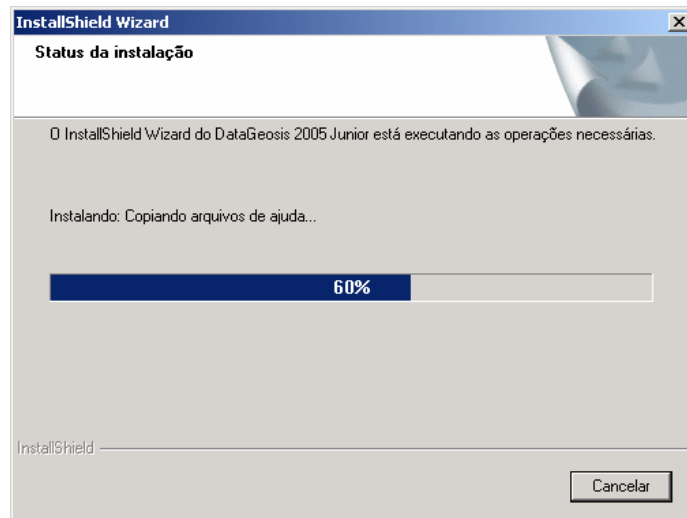 InstallShield Wizard
Status da instalação
O InstallShield Wizard do DataGeosis 2005 Junior está executando as operações necessárias.
Instalando: Copiando arquivos de ajuda...
60%
InstallShield
Cancelar